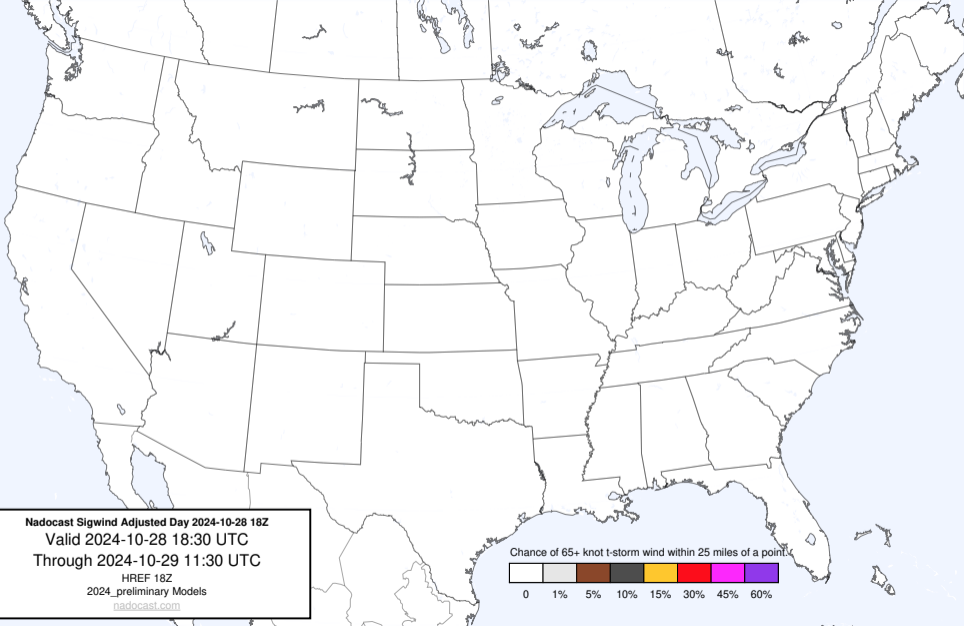 Nadocast Sigwind Adjusted Day 2024-10-28 18Z
Valid 2024-10-28 18:30 UTC
Through 2024-10-29 11:30 UTC
HREF 18Z
2024_preliminary Models
nadocast.com
Chance of 65+ knot t-storm wind within 25 miles of a point.
0 1% 5% 10% 15% 30% 45% 60%